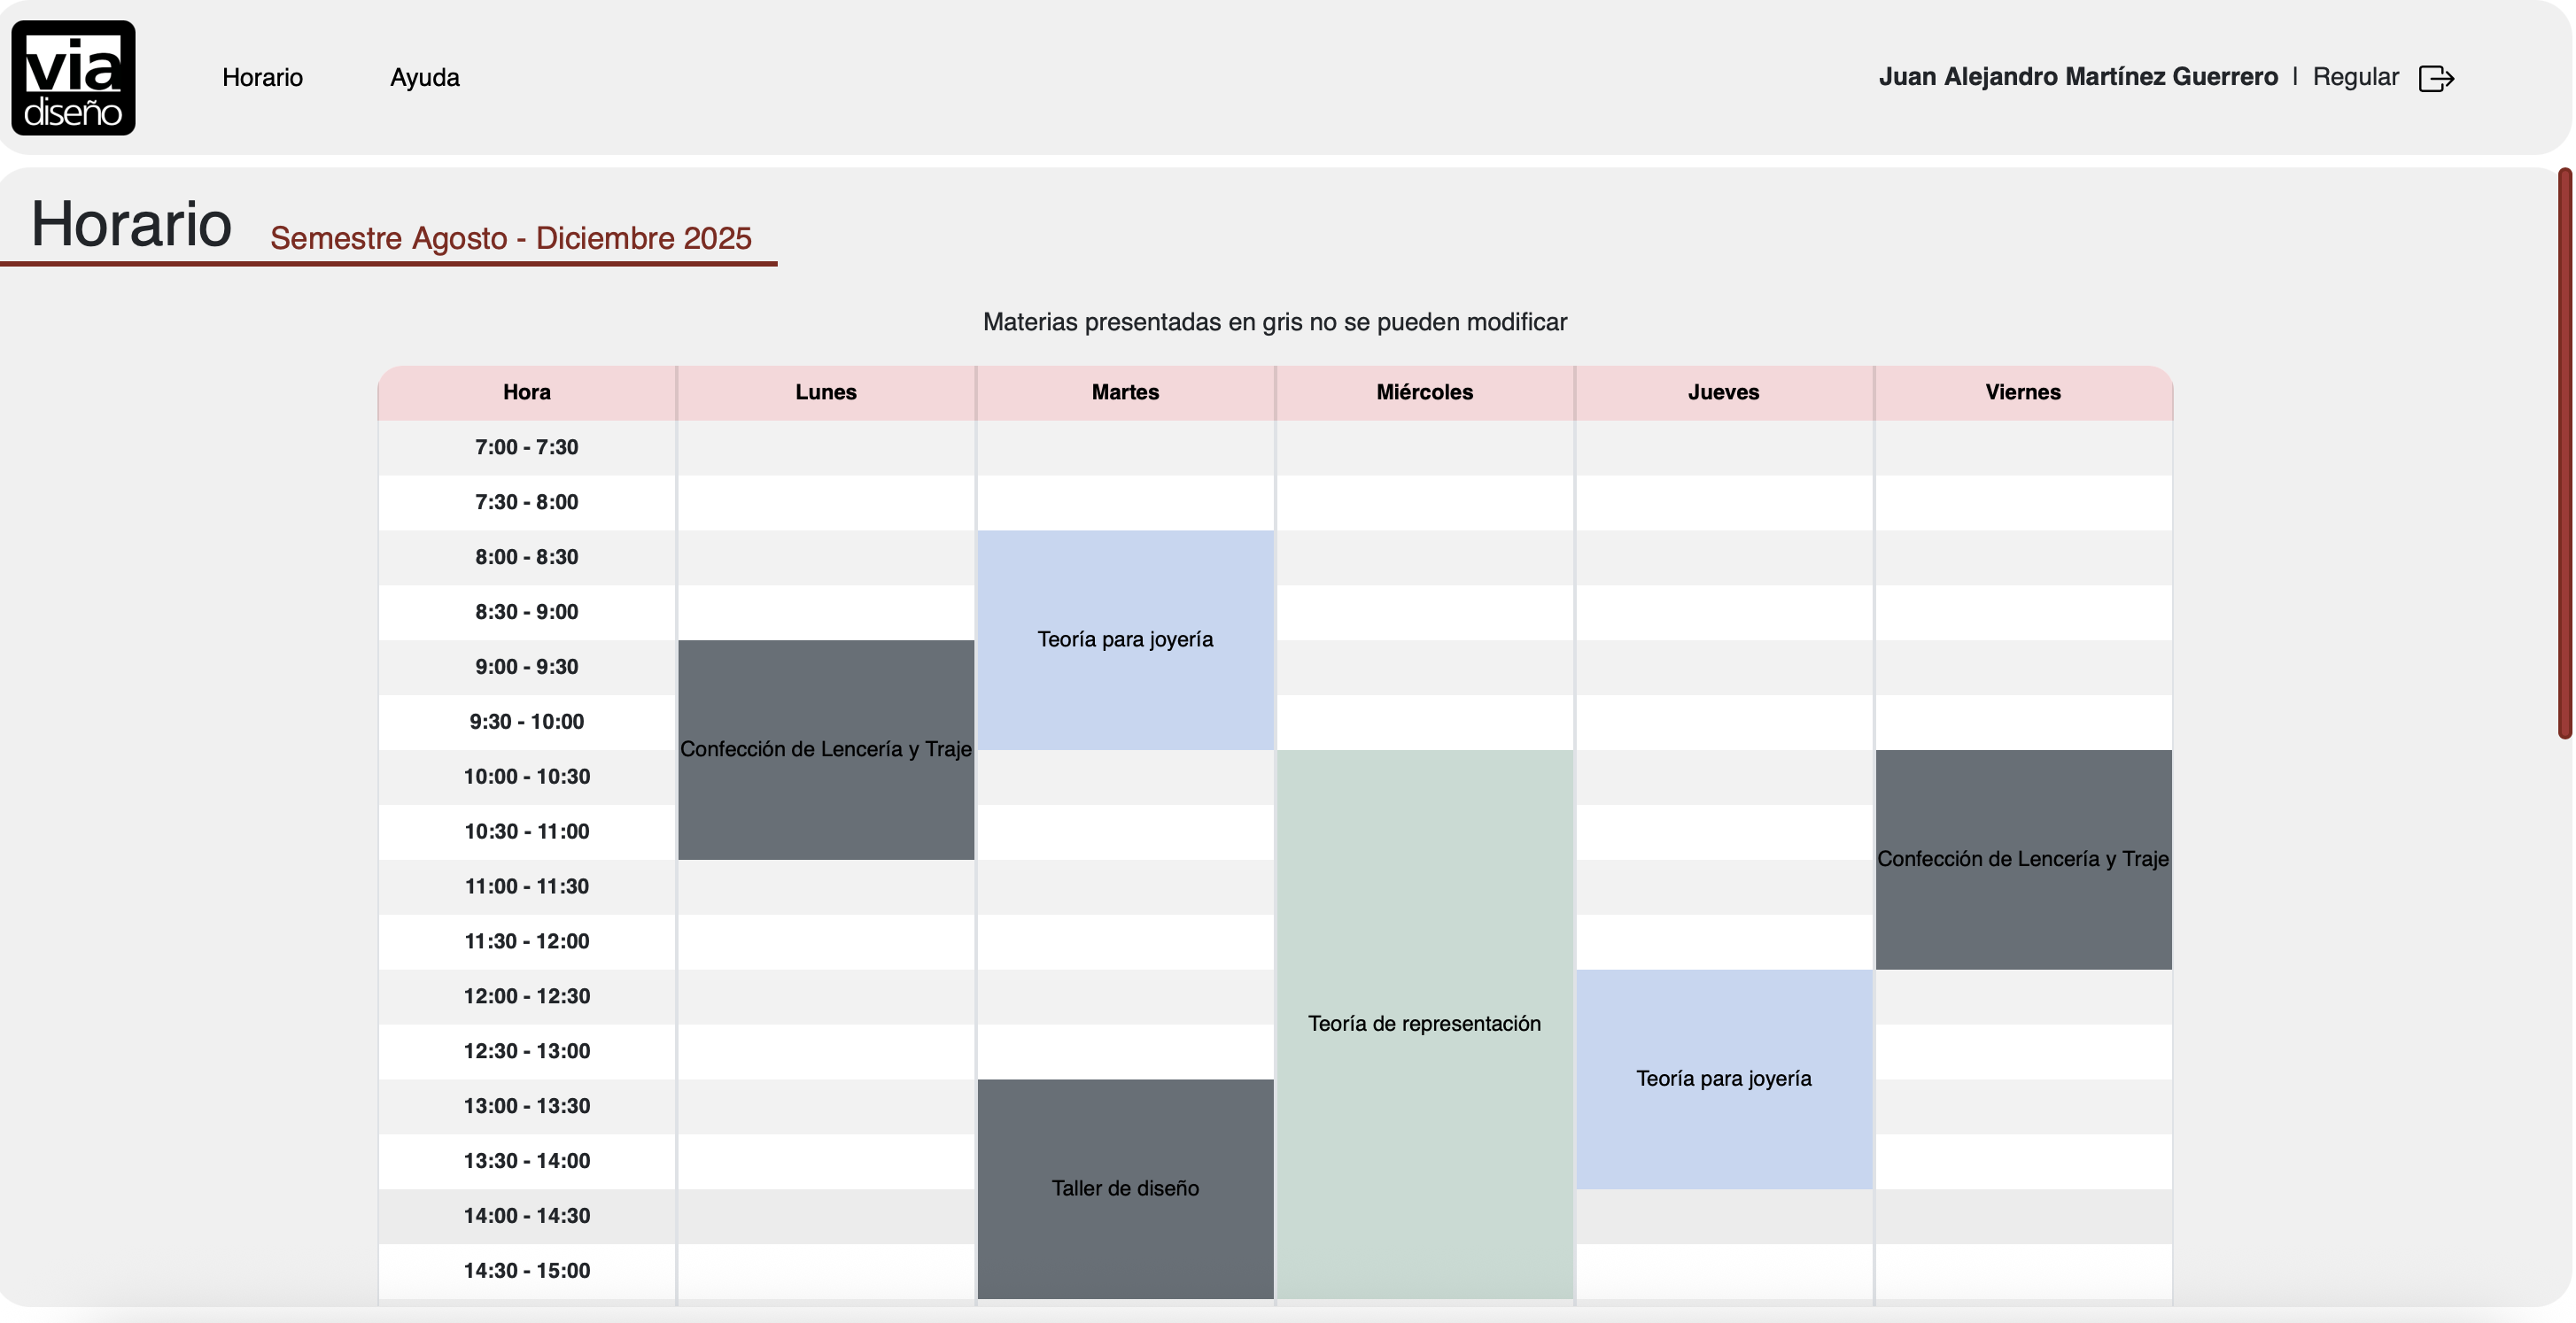 via
diseño
Horario
Ayuda
Juan Alejandro Martínez Guerrero | Regular
Horario Semestre Agosto - Diciembre 2025
Materias presentadas en gris no se pueden modificar
Hora Lunes Martes Miércoles Jueves Viernes
7:00 - 7:30
7:30 - 8:00
8:00 - 8:30
8:30 - 9:00
Teoría para joyería
9:00 - 9:30
9:30 - 10:00
Confección de Lencería y Traje
10:00 - 10:30
10:30 - 11:00
Confección de Lencería y Traje
11:00 - 11:30
11:30 - 12:00
12:00 - 12:30
Teoría de representación
12:30 - 13:00
Teoría para joyería
13:00 - 13:30
13:30 - 14:00
Taller de diseño
14:00 - 14:30
14:30 - 15:00